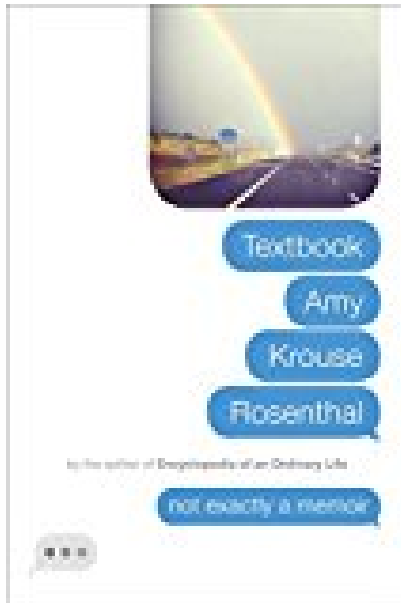 Textbook
Amy
Krouse
Rosenthal
by the author of Encyclopedia of an Ordinary Life
not exactly a memoir